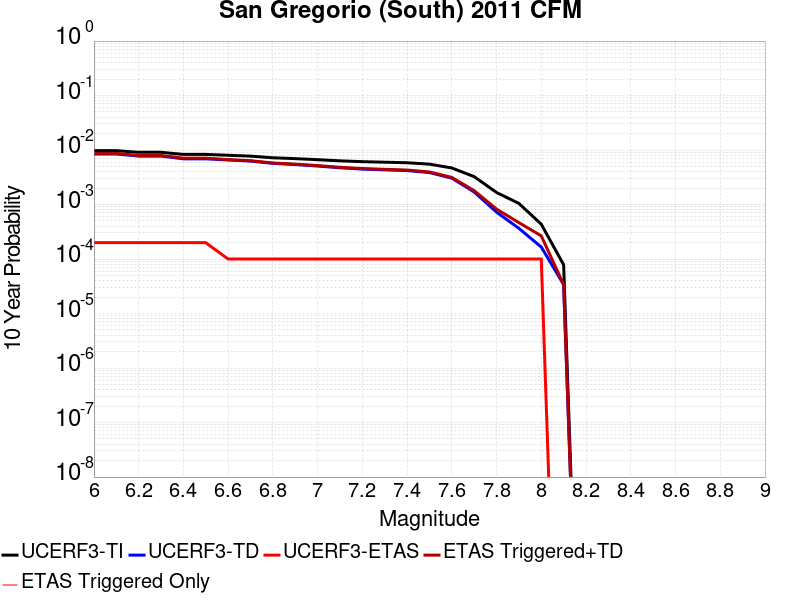 San Gregorio (South) 2011 CFM
10^0
10^-1
10^-2
10^-3
10^-4
10^-5
10^-6
10^-7
10^-8
10 Year Probability
6 6.2 6.4 6.6 6.8 7 7.2 7.4 7.6 7.8 8 8.2 8.4 8.6 8.8 9
Magnitude
UCERF3-TI UCERF3-TD UCERF3-ETAS ETAS Triggered+TD
ETAS Triggered Only